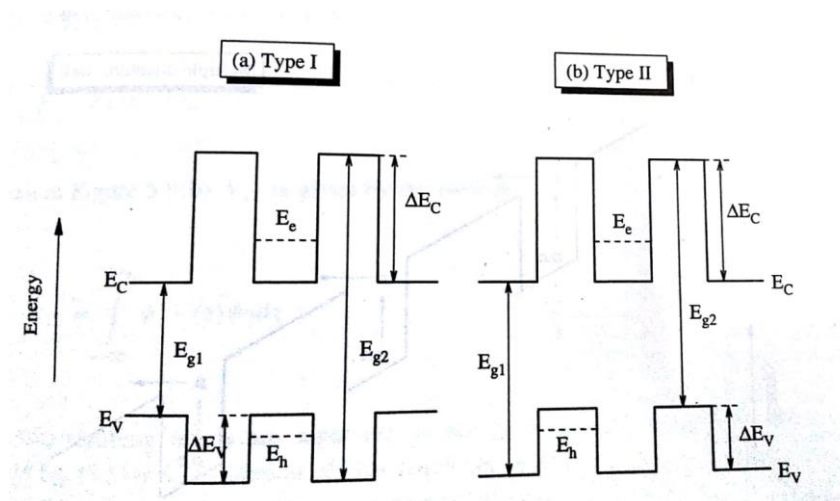 (a) Type I
(b) Type II
ΔE_C
ΔE_C
E_e
E_e
Energy
E_C
E_C
E_g1
E_g2
E_g1
E_g2
E_V
ΔE_V
E_h
E_h
ΔE_V
E_V